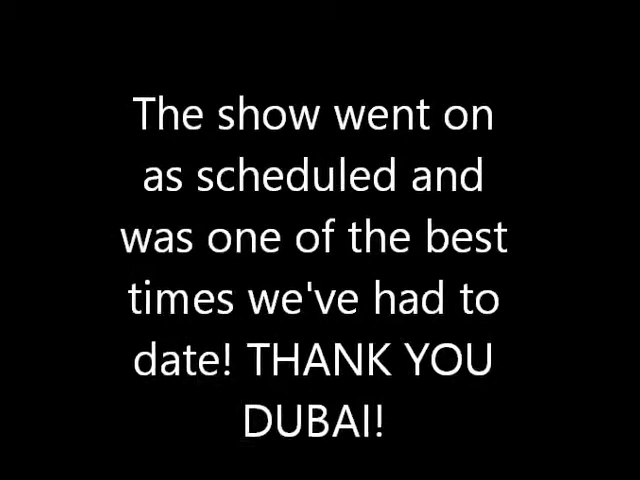 The show went on
as scheduled and
was one of the best
times we've had to
date! THANK YOU
DUBAI!